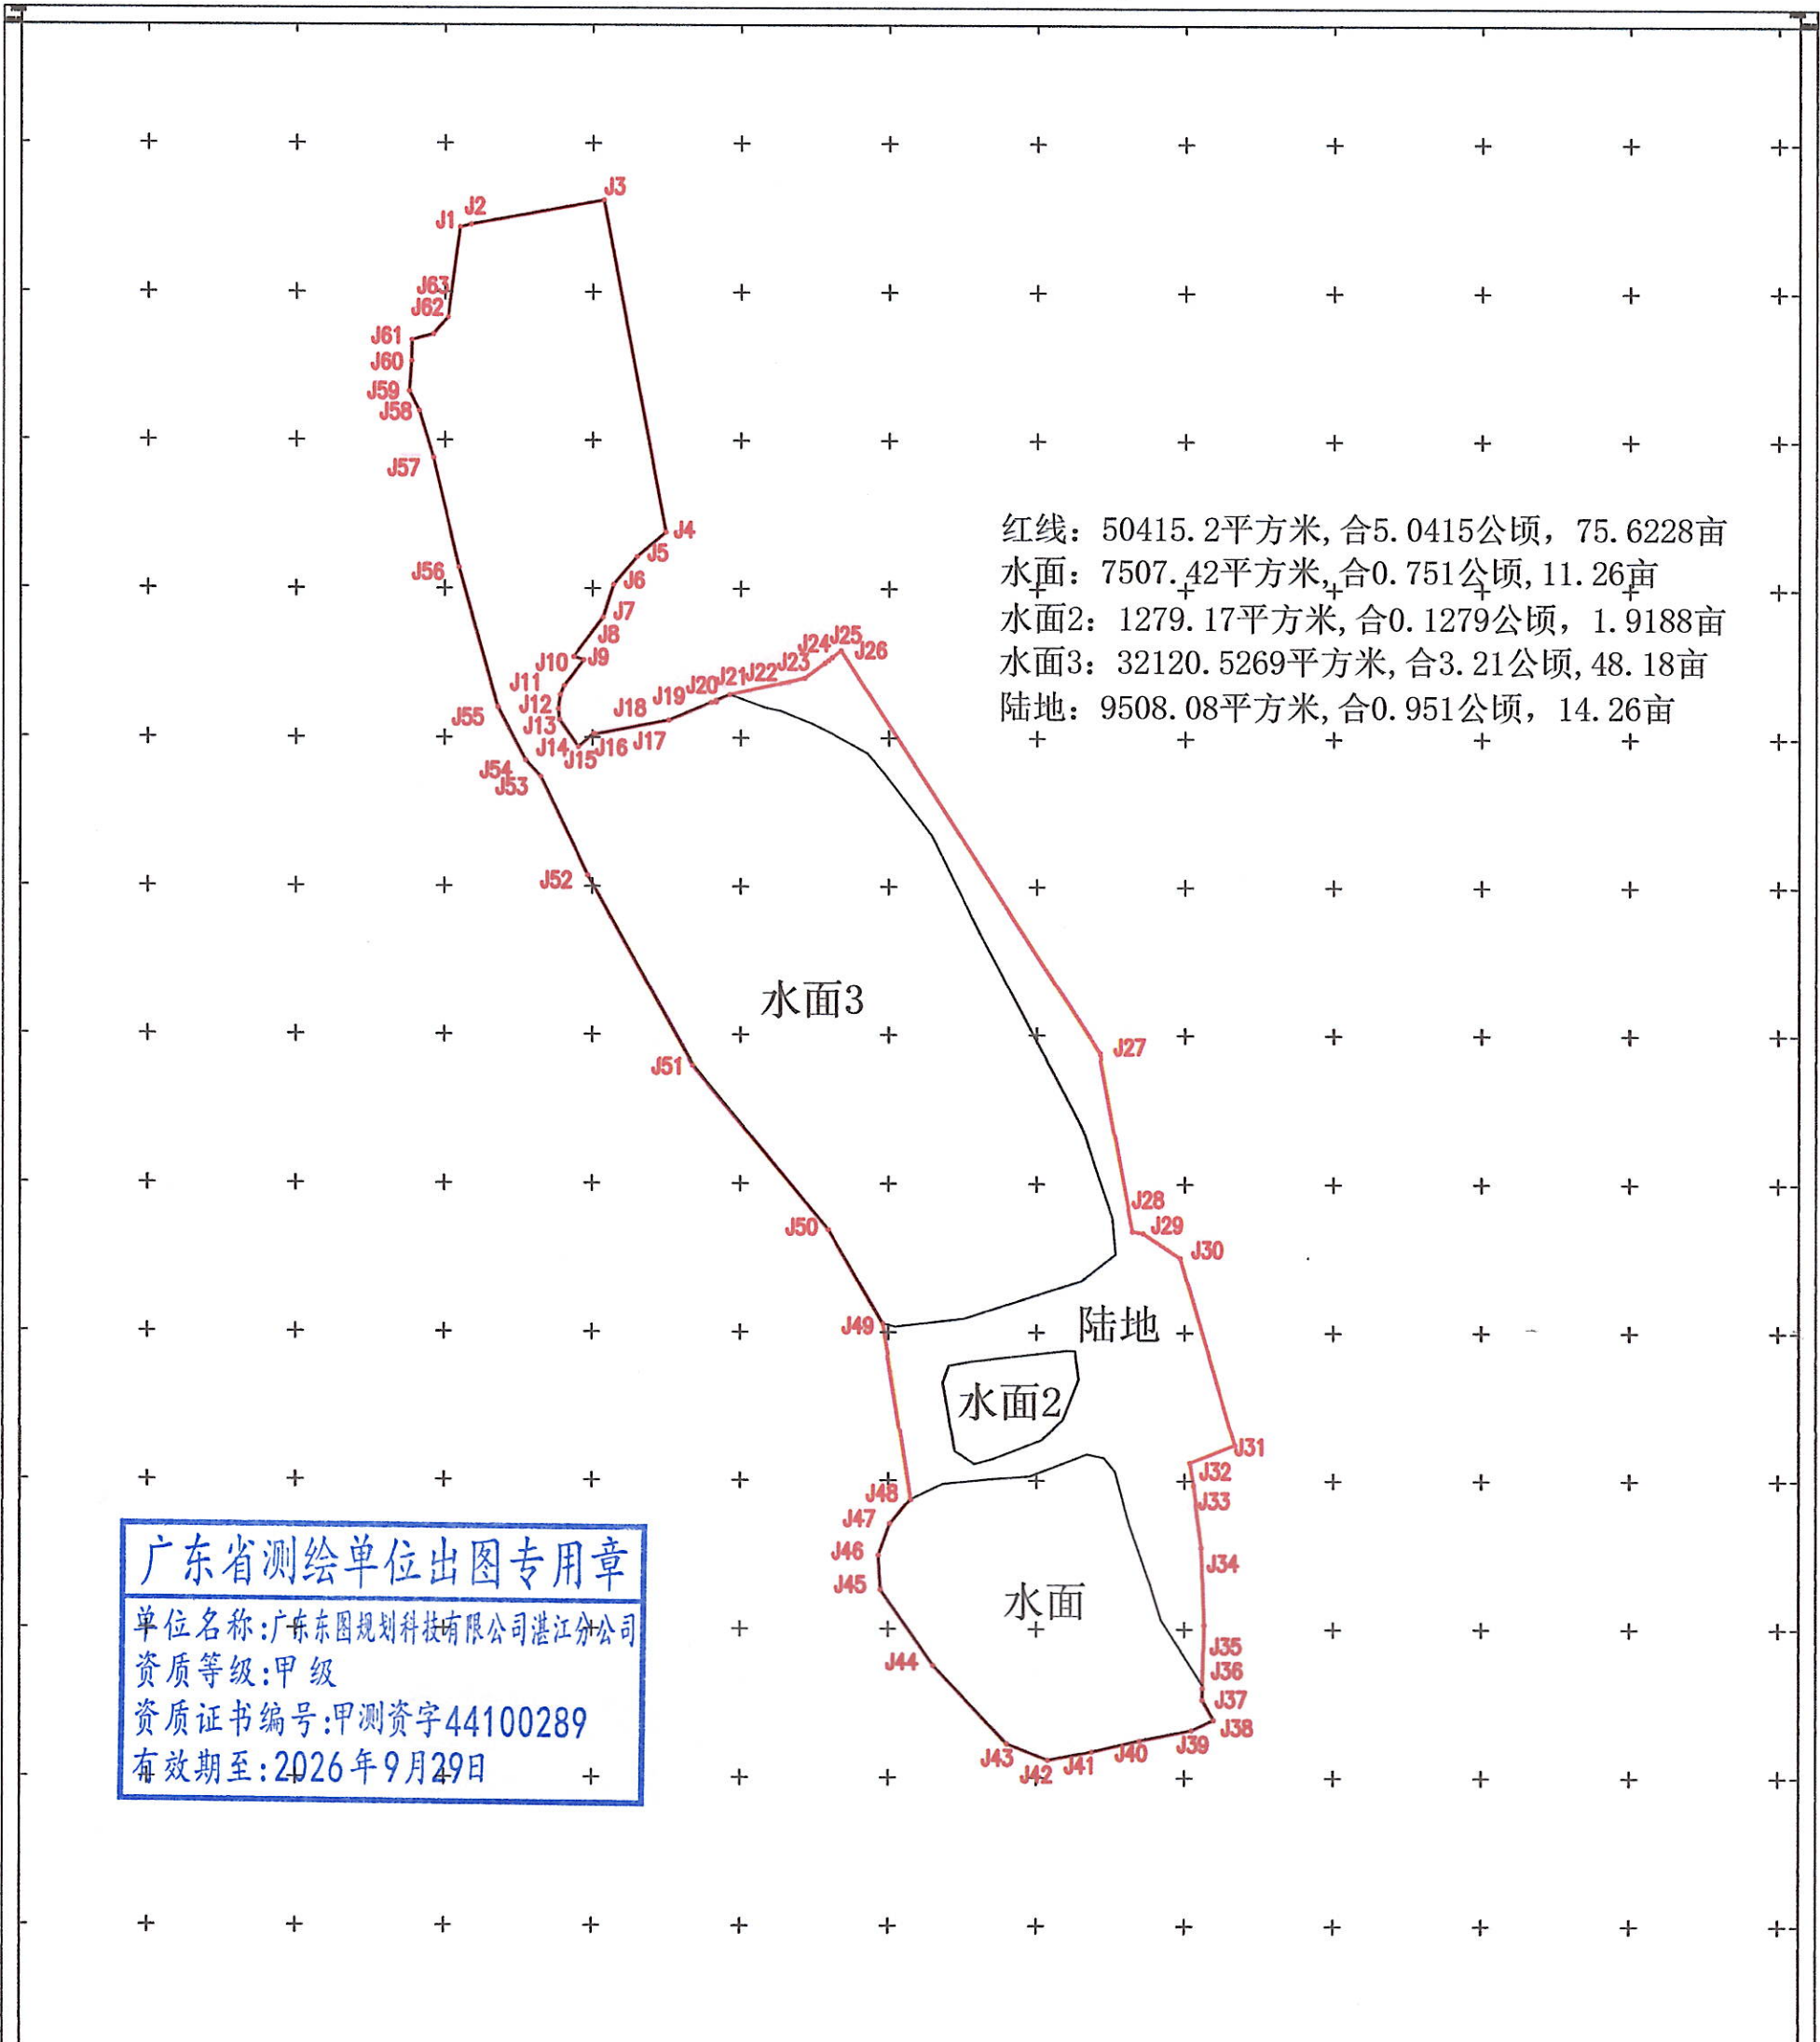 J3
J2
J1
J63
J62
J61
J60
J59
J58
J57
J4
J5
J56
J6
J7
J8
J9
J10
J25
J24
J26
J23
J22
J21
J20
J19
J18
J17
J16
J15
J14
J13
J12
J11
J55
J54
J53
J52
红线：50415.2平方米,合5.0415公顷，75.6228亩
水面：7507.42平方米,合0.751公顷,11.26亩
水面2：1279.17平方米,合0.1279公顷，1.9188亩
水面3：32120.5269平方米,合3.21公顷,48.18亩
陆地：9508.08平方米,合0.951公顷，14.26亩
水面3
J27
J51
J28
J29
J50
J30
J49
陆地
水面2
J31
J32
J48
J33
J47
J46
J34
J45
水面
J35
J44
J36
J37
J38
J39
J40
J41
J42
J43
广东省测绘单位出图专用章
单位名称:广东东图规划科技有限公司湛江分公司
资质等级:甲级
资质证书编号:甲测资字44100289
有效期至:2026年9月29日